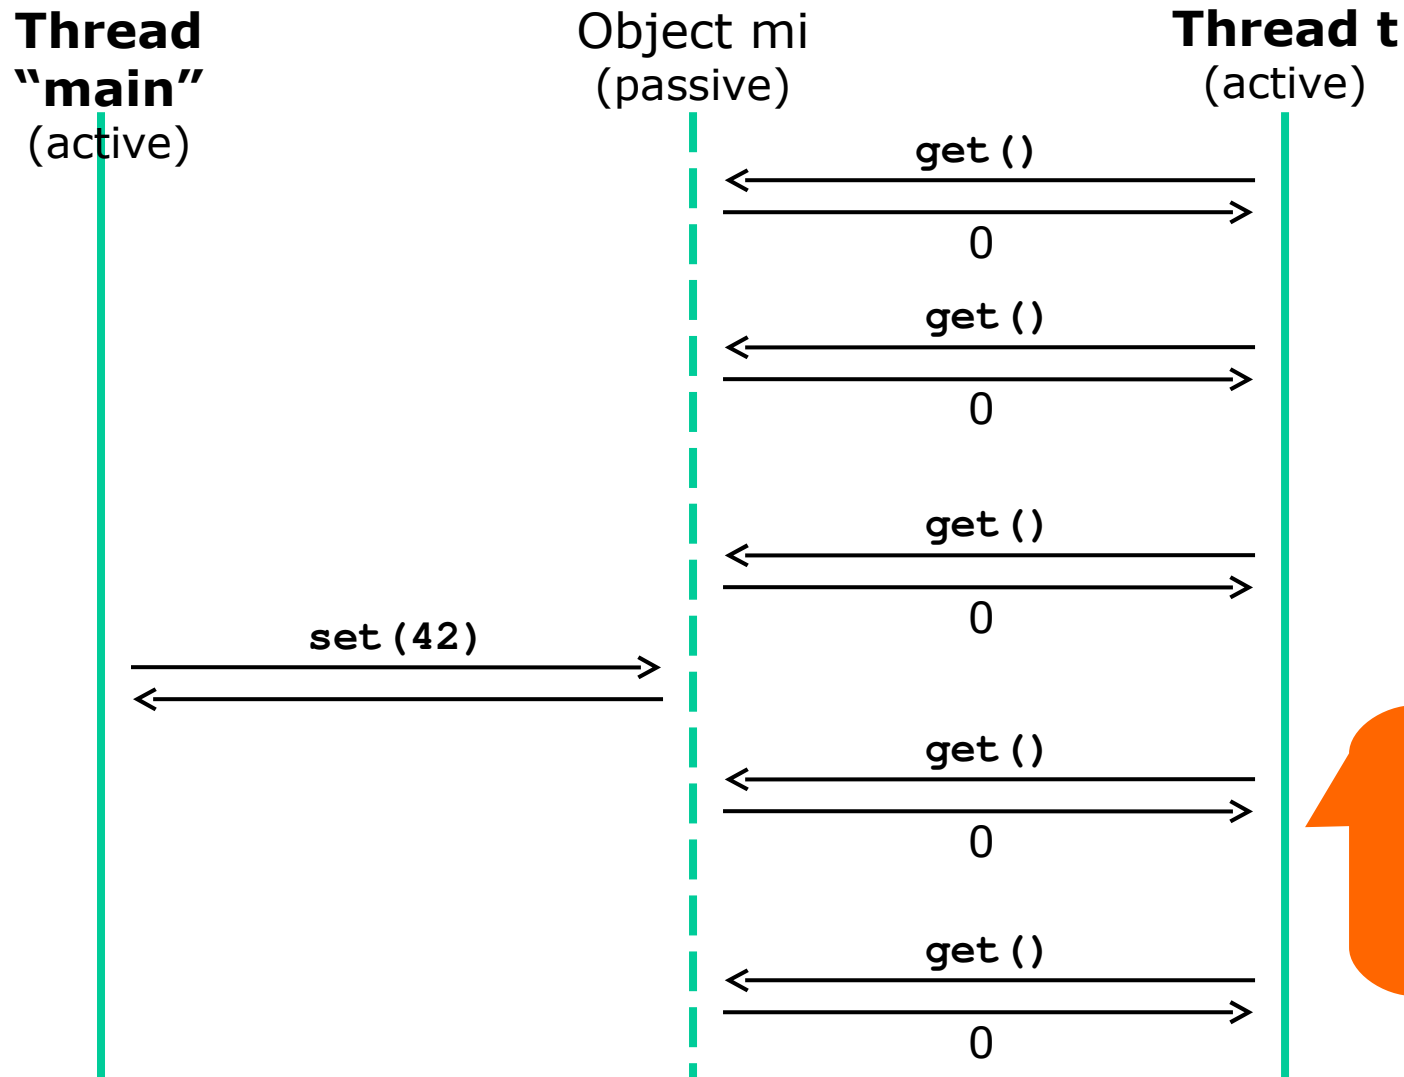 Thread
“main”
(active)
Object mi
(passive)
Thread t
(active)
get()
0
get()
0
get()
0
set(42)
get()
0
get()
0